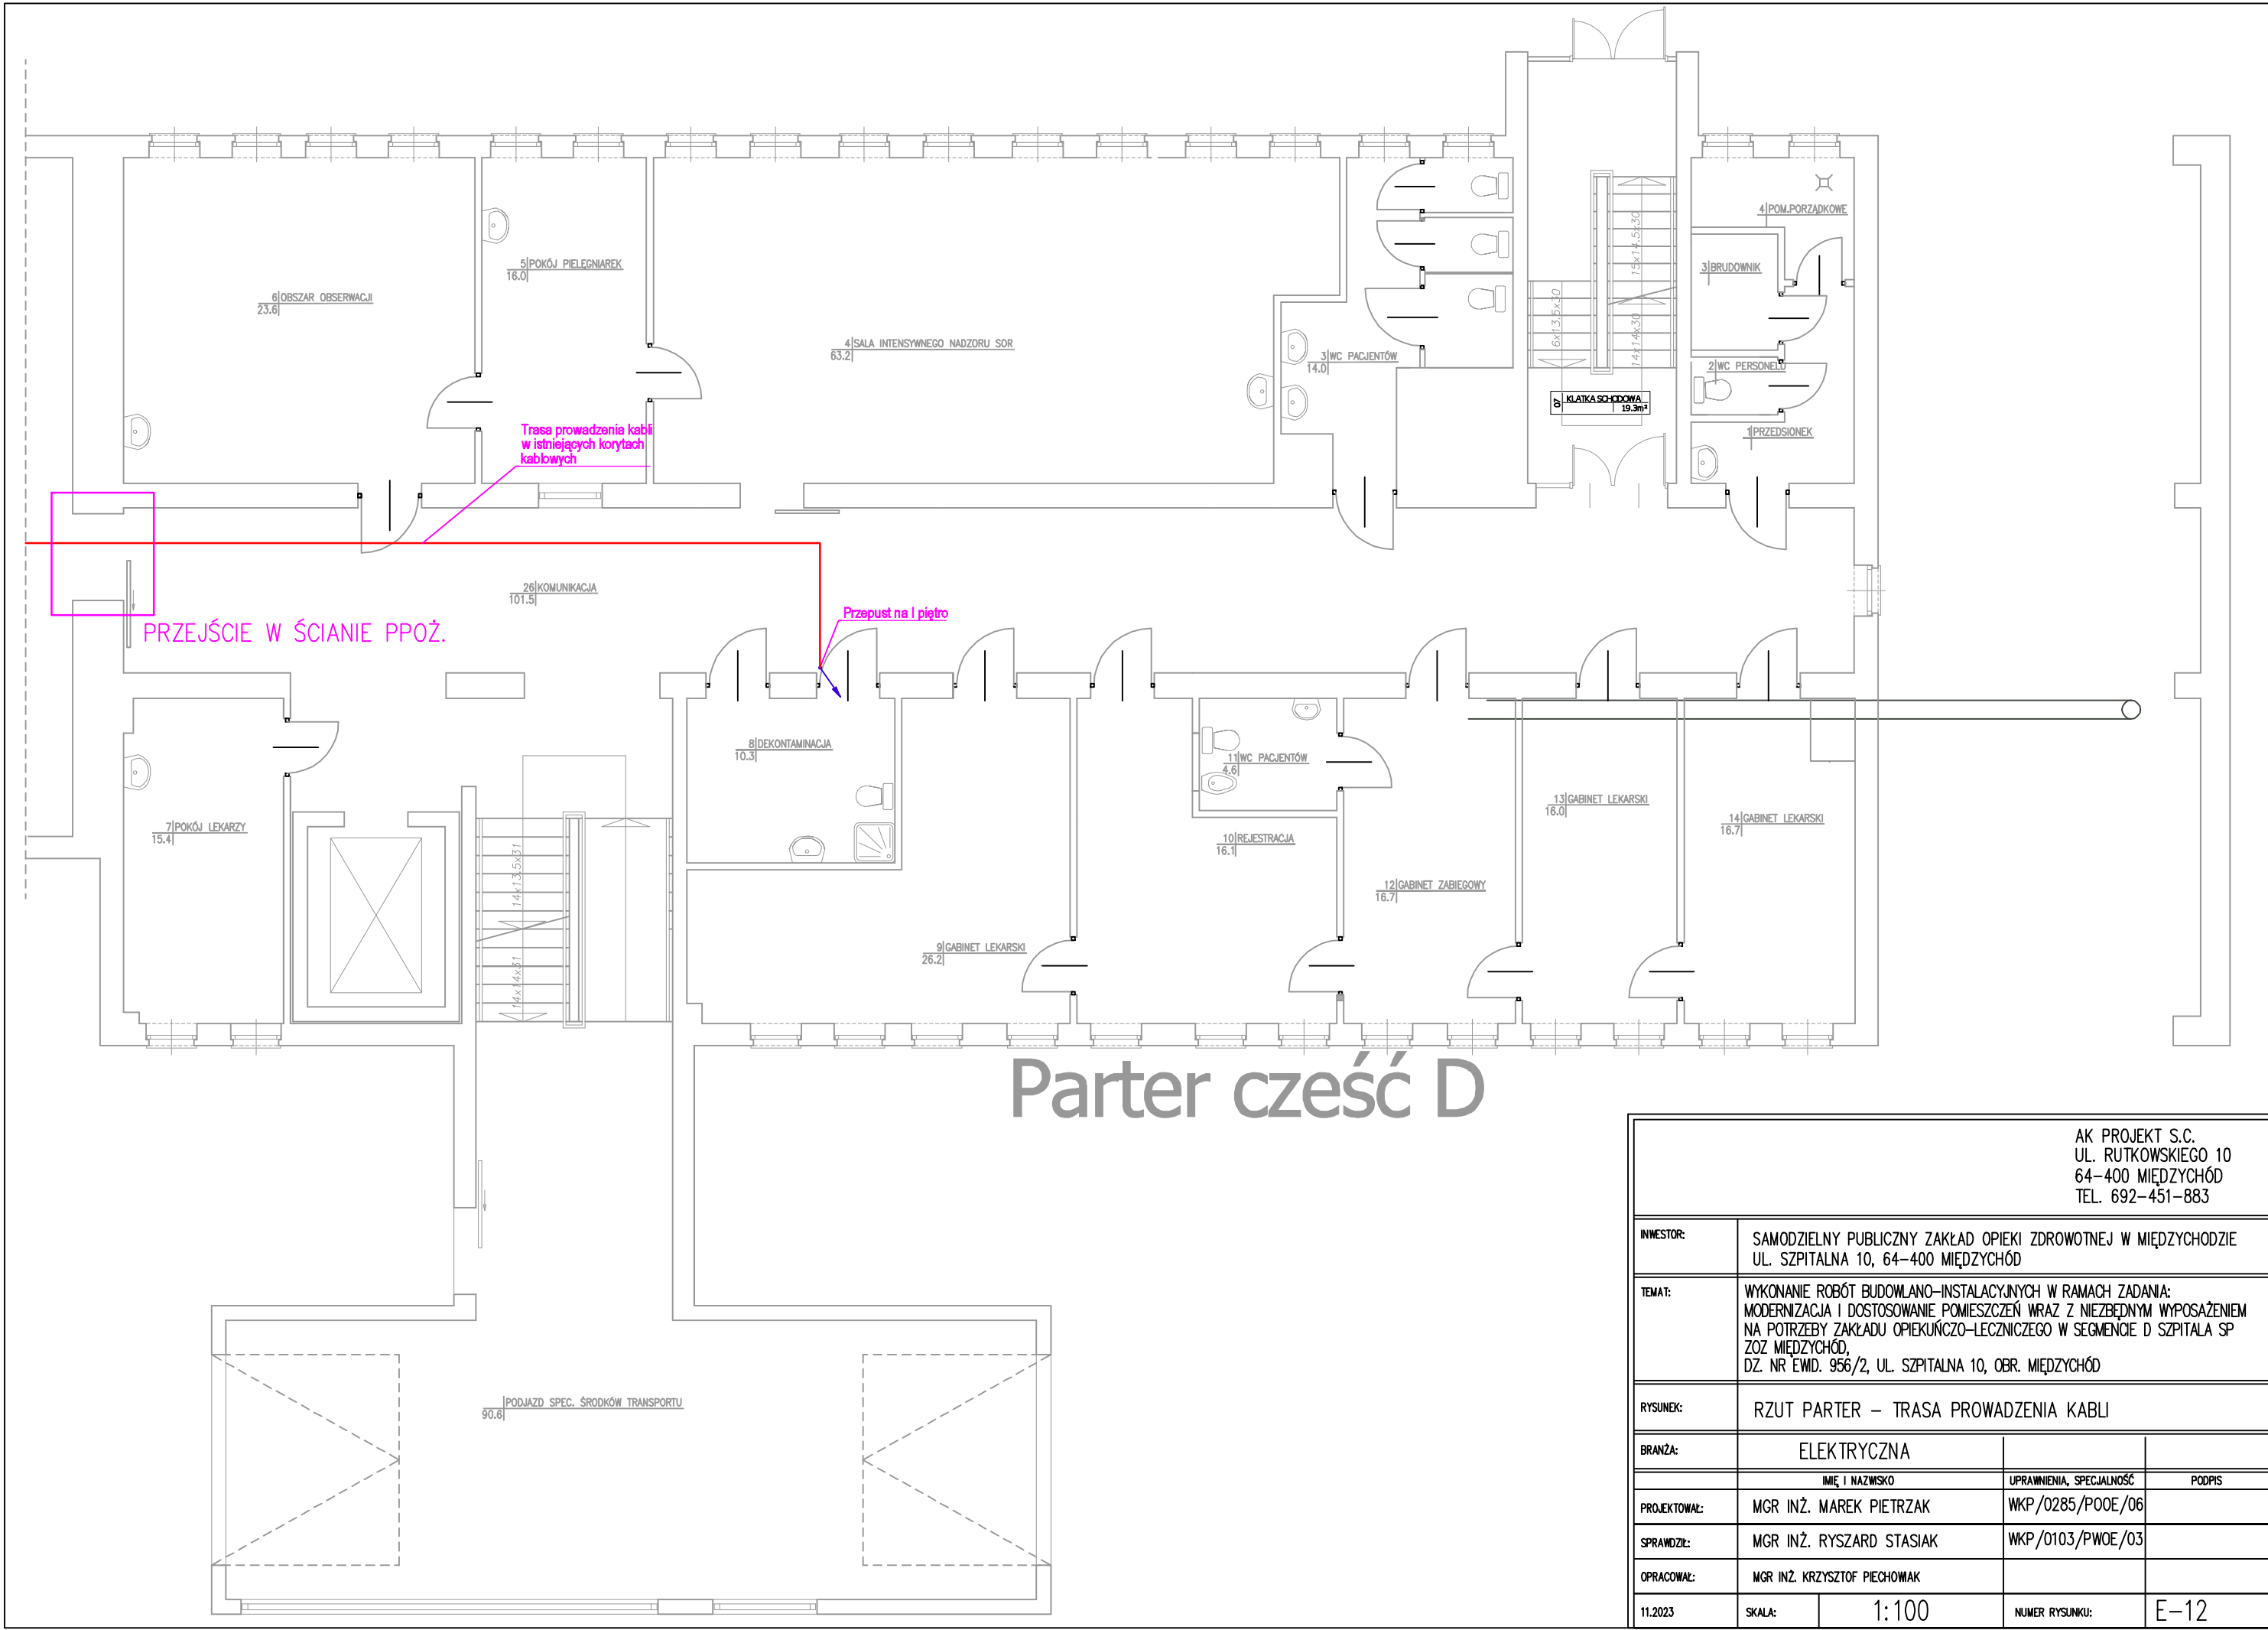 4 POM.PORZĄDKOWE
15x14.5x30
5 POKÓJ PIELĘGNIAREK
16.0
3 BRUDOWNIK
6 OBSZAR OBSERWACJI
23.6
6x13.5x30
14x14x30
4 SALA INTENSYWNEGO NADZORU SOR
63.2
3 WC PACJENTÓW
14.0
2 WC PERSONELU
07 KLATKA SCHODOWA
19.3m²
Trasa prowadzenia kabli
w istniejących korytach
kablowych
1 PRZEDSIONEK
26 KOMUNIKACJA
101.5
Przepust na I piętro
PRZEJŚCIE W ŚCIANIE PPOŻ.
8 DEKONTAMINACJA
10.3
11 WC PACJENTÓW
4.6
13 GABINET LEKARSKI
16.0
14 GABINET LEKARSKI
16.7
7 POKÓJ LEKARZY
15.4
10 REJESTRACJA
16.1
14x13.5x31
12 GABINET ZABIEGOWY
16.7
9 GABINET LEKARSKI
26.2
14x14x31
Parter cześć D
PODJAZD SPEC. ŚRODKÓW TRANSPORTU
90.6
AK PROJEKT S.C.
UL. RUTKOWSKIEGO 10
64-400 MIĘDZYCHÓD
TEL. 692-451-883
INWESTOR:
SAMODZIELNY PUBLICZNY ZAKŁAD OPIEKI ZDROWOTNEJ W MIĘDZYCHODZIE
UL. SZPITALNA 10, 64-400 MIĘDZYCHÓD
TEMAT:
WYKONANIE ROBÓT BUDOWLANO-INSTALACYJNYCH W RAMACH ZADANIA:
MODERNIZACJA I DOSTOSOWANIE POMIESZCZEŃ WRAZ Z NIEZBĘDNYM WYPOSAŻENIEM
NA POTRZEBY ZAKŁADU OPIEKUŃCZO-LECZNICZEGO W SEGMENCIE D SZPITALA SP
ZOZ MIĘDZYCHÓD,
DZ. NR EWID. 956/2, UL. SZPITALNA 10, OBR. MIĘDZYCHÓD
RYSUNEK: RZUT PARTER - TRASA PROWADZENIA KABLI
BRANŻA: ELEKTRYCZNA
IMIĘ I NAZWISKO UPRAWNIENIA, SPECJALNOŚĆ PODPIS
PROJEKTOWAŁ: MGR INŻ. MAREK PIETRZAK WKP/0285/POOE/06
SPRAWDZIŁ: MGR INŻ. RYSZARD STASIAK WKP/0103/PWOE/03
OPRACOWAŁ: MGR INŻ. KRZYSZTOF PIECHOWIAK
11.2023 SKALA: 1:100 NUMER RYSUNKU: E-12